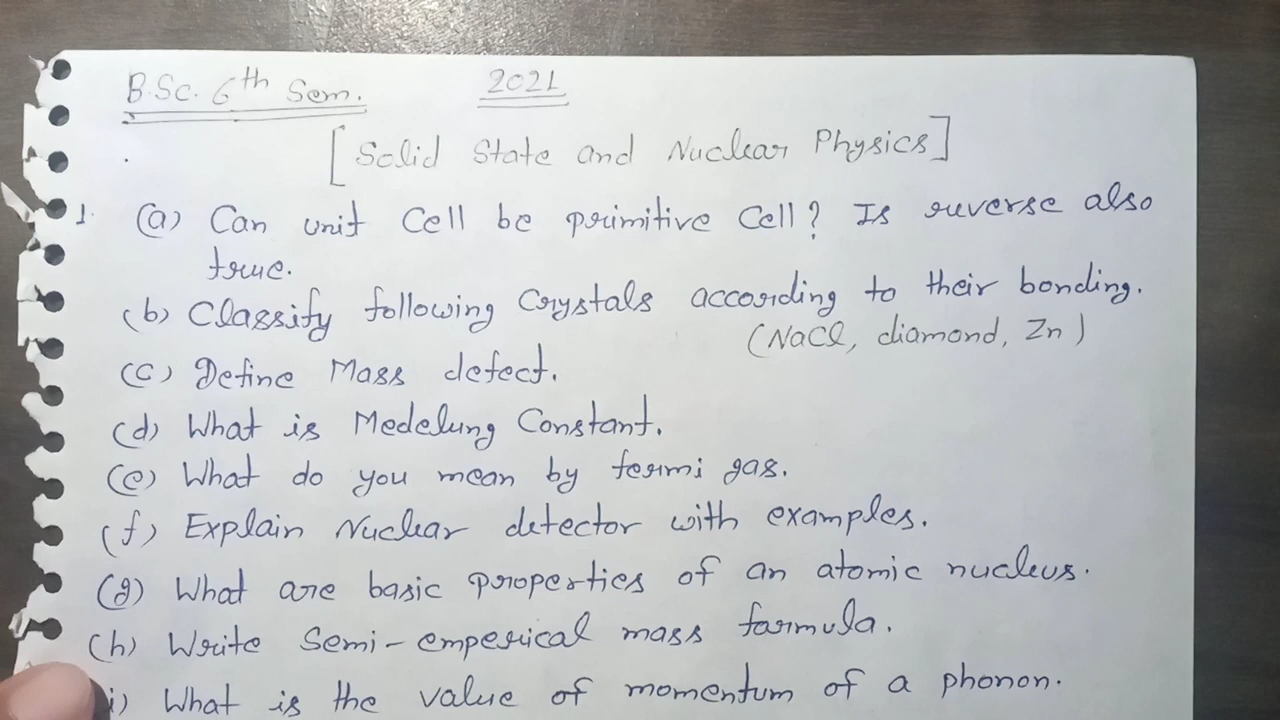 B.Sc. 6th Sem. 2021
[Solid State and Nuclear Physics]
1. (a) Can unit Cell be primitive Cell? Is reverse also
true.
(b) Classify following Crystals according to their bonding.
(NaCl, diamond, Zn)
(c) Define Mass defect.
(d) What is Medelung Constant.
(e) What do you mean by fermi gas.
(f) Explain Nuclear detector with examples.
(g) What are basic properties of an atomic nucleus.
(h) Write Semi-emperical mass farmula.
i) What is the value of momentum of a phonon.